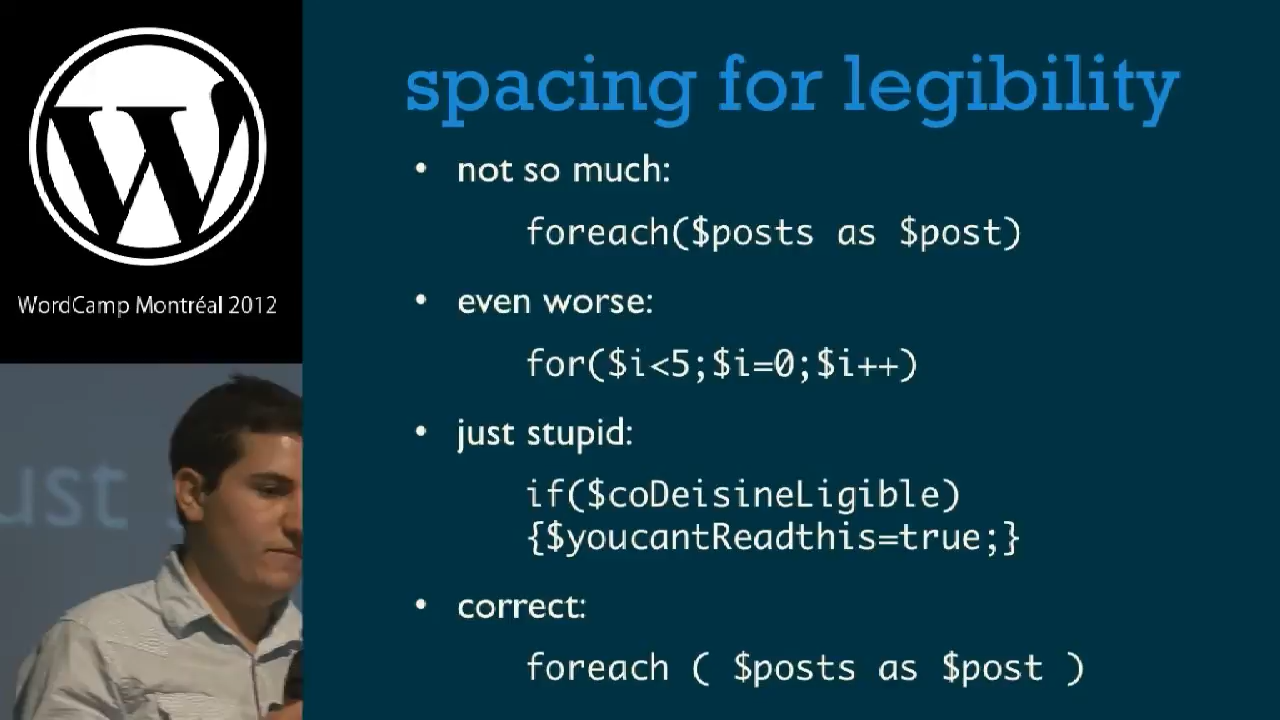 WordCamp Montréal 2012
ust
spacing for legibility
• not so much:
foreach($posts as $post)
• even worse:
for($i<5;$i=0;$i++)
• just stupid:
if($coDeisineLigible)
{$youcantReadthis=true;}
• correct:
foreach ( $posts as $post )